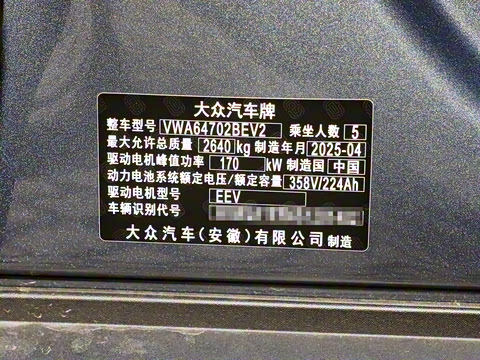 大众汽车牌
整车型号 VWA64702BEV2 乘坐人数 5
最大允许总质量 2640 kg 制造年月 2025-04
驱动电机峰值功率 170 kW 制造国 中国
动力电池系统额定电压/额定容量 358V/224Ah
驱动电机型号 EEV
车辆识别代号
大众汽车(安徽)有限公司 制造